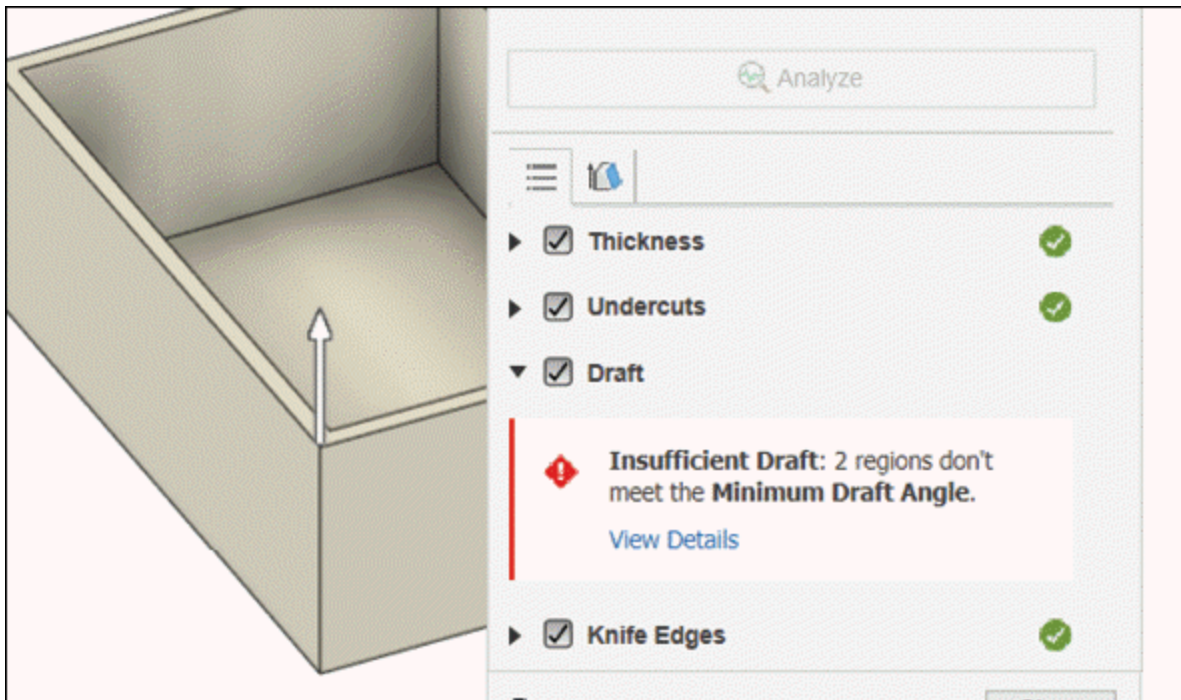 Analyze
Thickness
Undercuts
Draft
Insufficient Draft: 2 regions don't
meet the Minimum Draft Angle.
View Details
Knife Edges